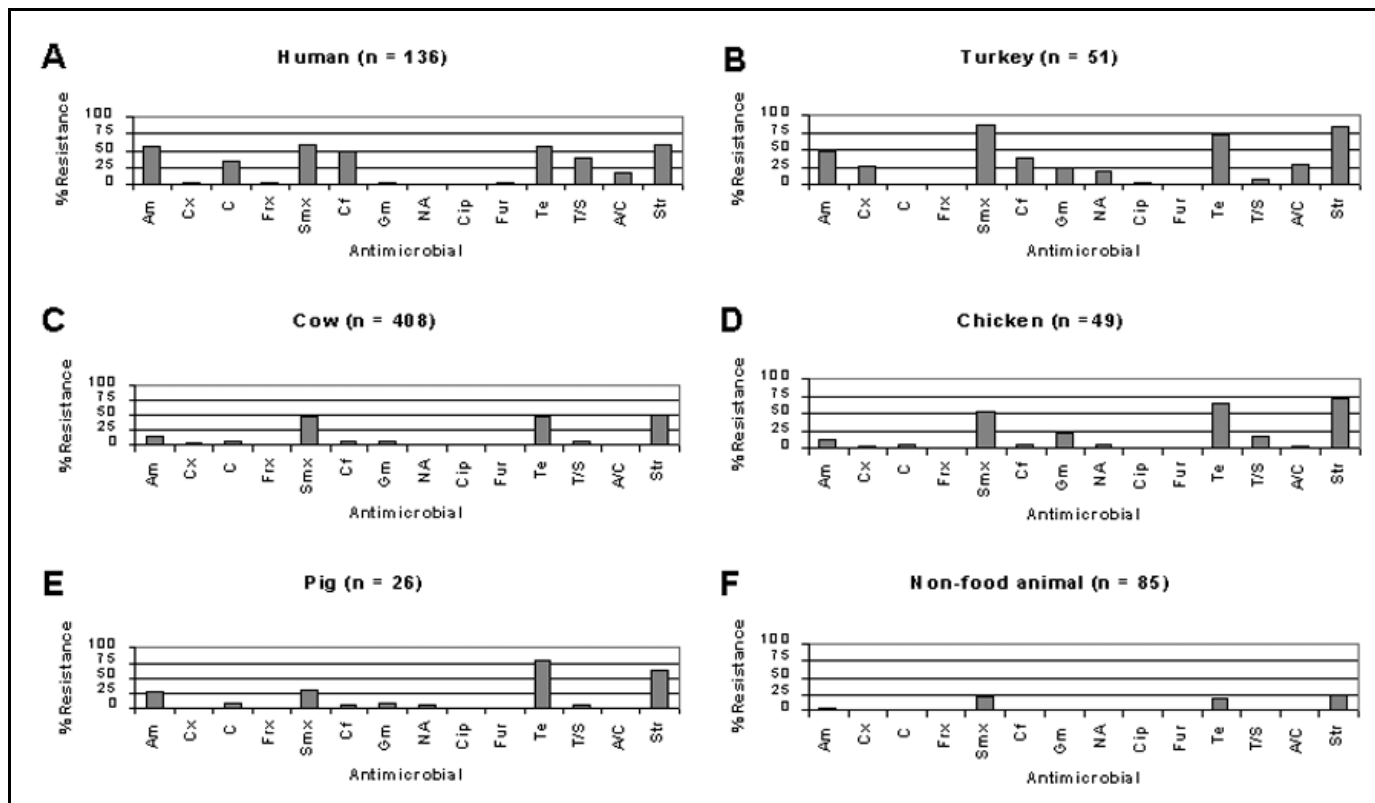 A
Human (n = 136)
%Resistance
100
75
50
25
0
Am Cx C Frx Smx Cf Gm NA Cip Fur Te T/S A/C Str
Antimicrobial
B
Turkey (n = 51)
%Resistance
100
75
50
25
0
Am Cx C Frx Smx Cf Gm NA Cip Fur Te T/S A/C Str
Antimicrobial
C
Cow (n = 408)
%Resistance
100
75
50
25
0
Am Cx C Frx Smx Cf Gm NA Cip Fur Te T/S A/C Str
Antimicrobial
D
Chicken (n =49)
%Resistance
100
75
50
25
0
Am Cx C Frx Smx Cf Gm NA Cip Fur Te T/S A/C Str
Antimicrobial
E
Pig (n = 26)
%Resistance
100
75
50
25
0
Am Cx C Frx Smx Cf Gm NA Cip Fur Te T/S A/C Str
Antimicrobial
F
Non-food animal (n = 85)
%Resistance
100
75
50
25
0
Am Cx C Frx Smx Cf Gm NA Cip Fur Te T/S A/C Str
Antimicrobial